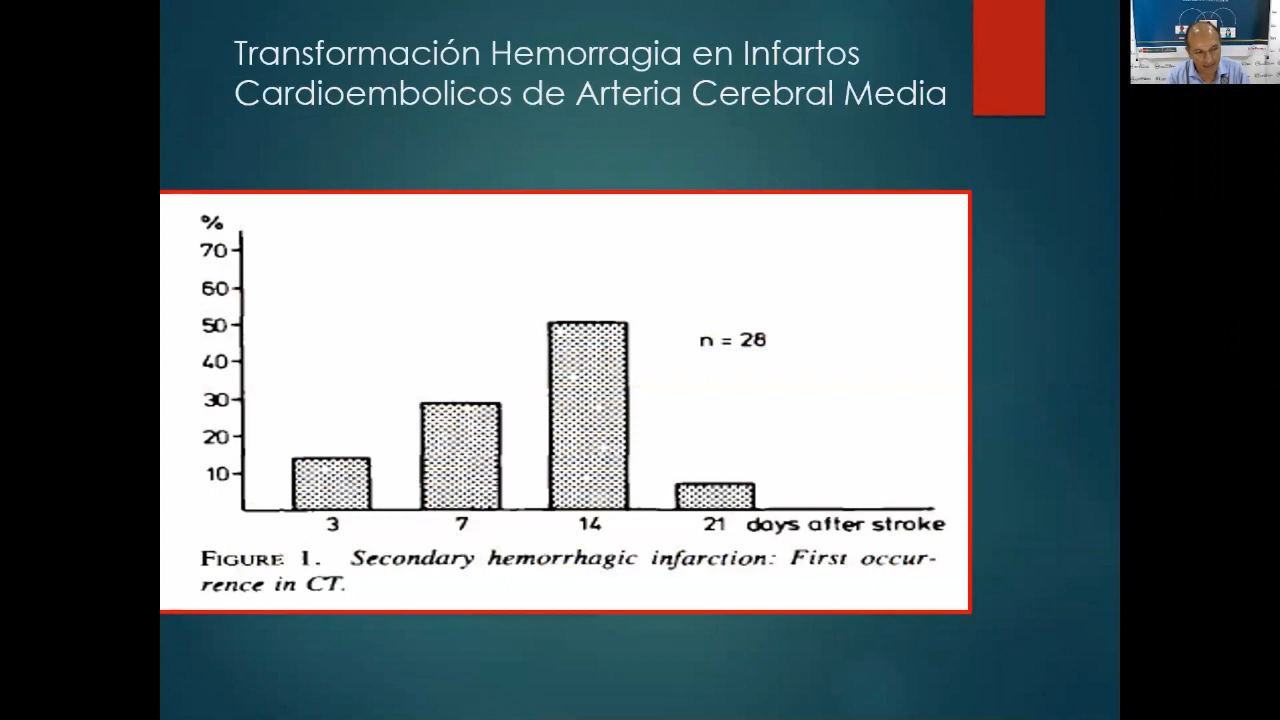 Transformación Hemorragia en Infartos
Cardioembolicos de Arteria Cerebral Media
%
70
60
50
40
30
20
10
n = 28
3 7 14 21 days after stroke
FIGURE 1. Secondary hemorrhagic infarction: First occur-
rence in CT.